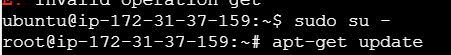 E: Invalid operation get
ubuntu@ip-172-31-37-159:~$ sudo su -
root@ip-172-31-37-159:~# apt-get update